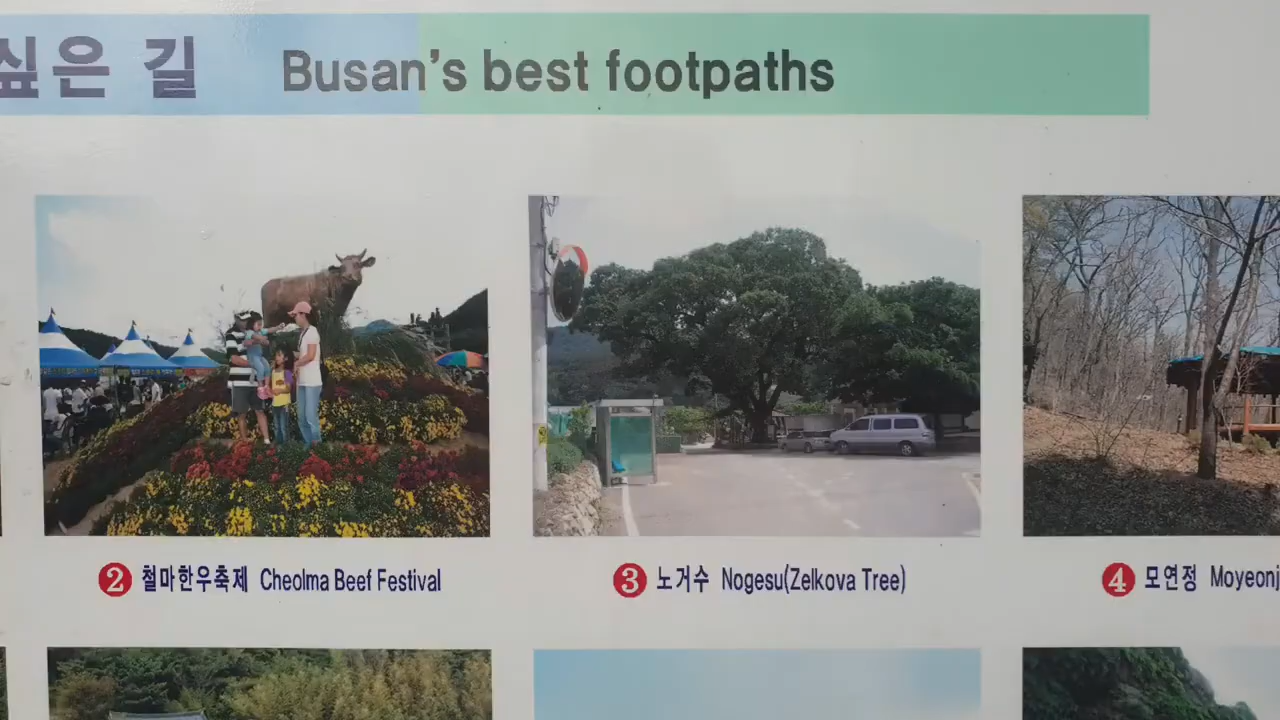 싶은 길 Busan's best footpaths
2 철마한우축제 Cheolma Beef Festival
3 노거수 Nogesu(Zelkova Tree)
4 모연정 Moyeonj